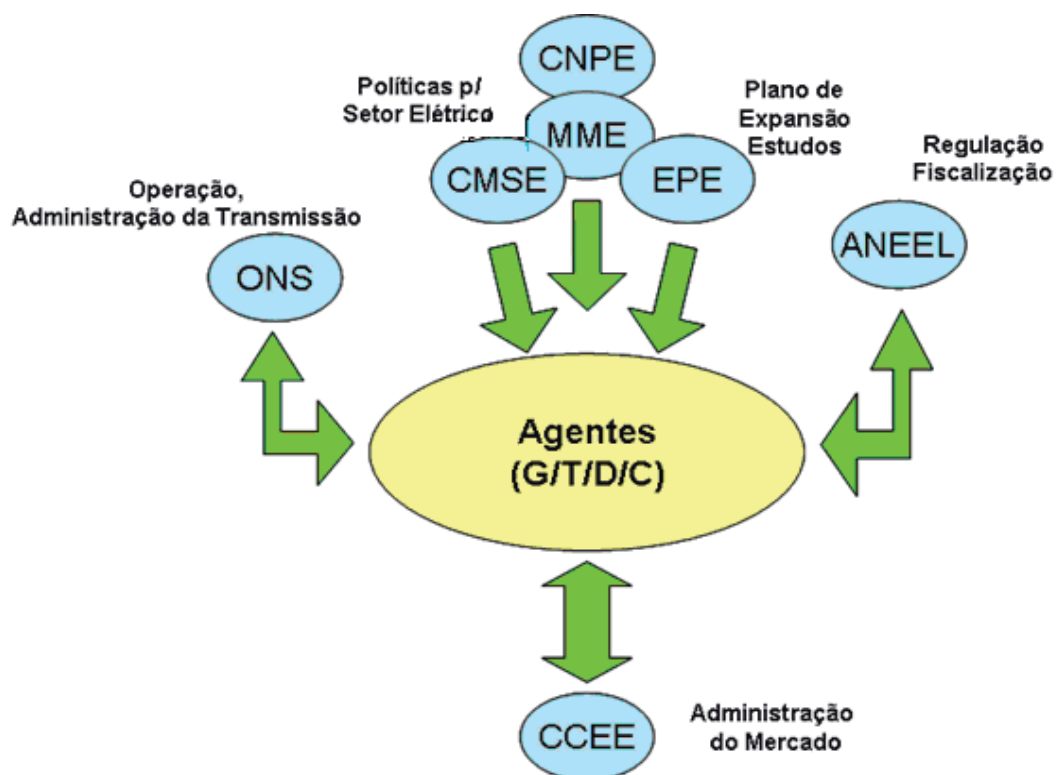 CNPE
Políticas p/
Setor Elétrico
MME
CMSE
EPE
Plano de
Expansão
Estudos
Regulação
Fiscalização
ANEEL
Operação,
Administração da Transmissão
ONS
Agentes
(G/T/D/C)
CCEE
Administração
do Mercado